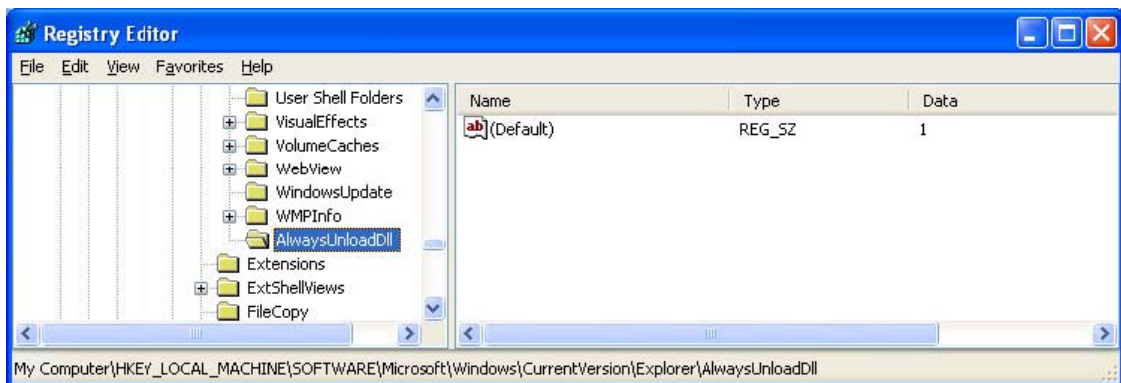 Registry Editor
File Edit View Favorites Help
User Shell Folders
VisualEffects
VolumeCaches
WebView
WindowsUpdate
WMPInfo
AlwaysUnloadDll
Extensions
ExtShellViews
FileCopy
Name Type Data
ab (Default) REG_SZ 1
My Computer\HKEY_LOCAL_MACHINE\SOFTWARE\Microsoft\Windows\CurrentVersion\Explorer\AlwaysUnloadDll